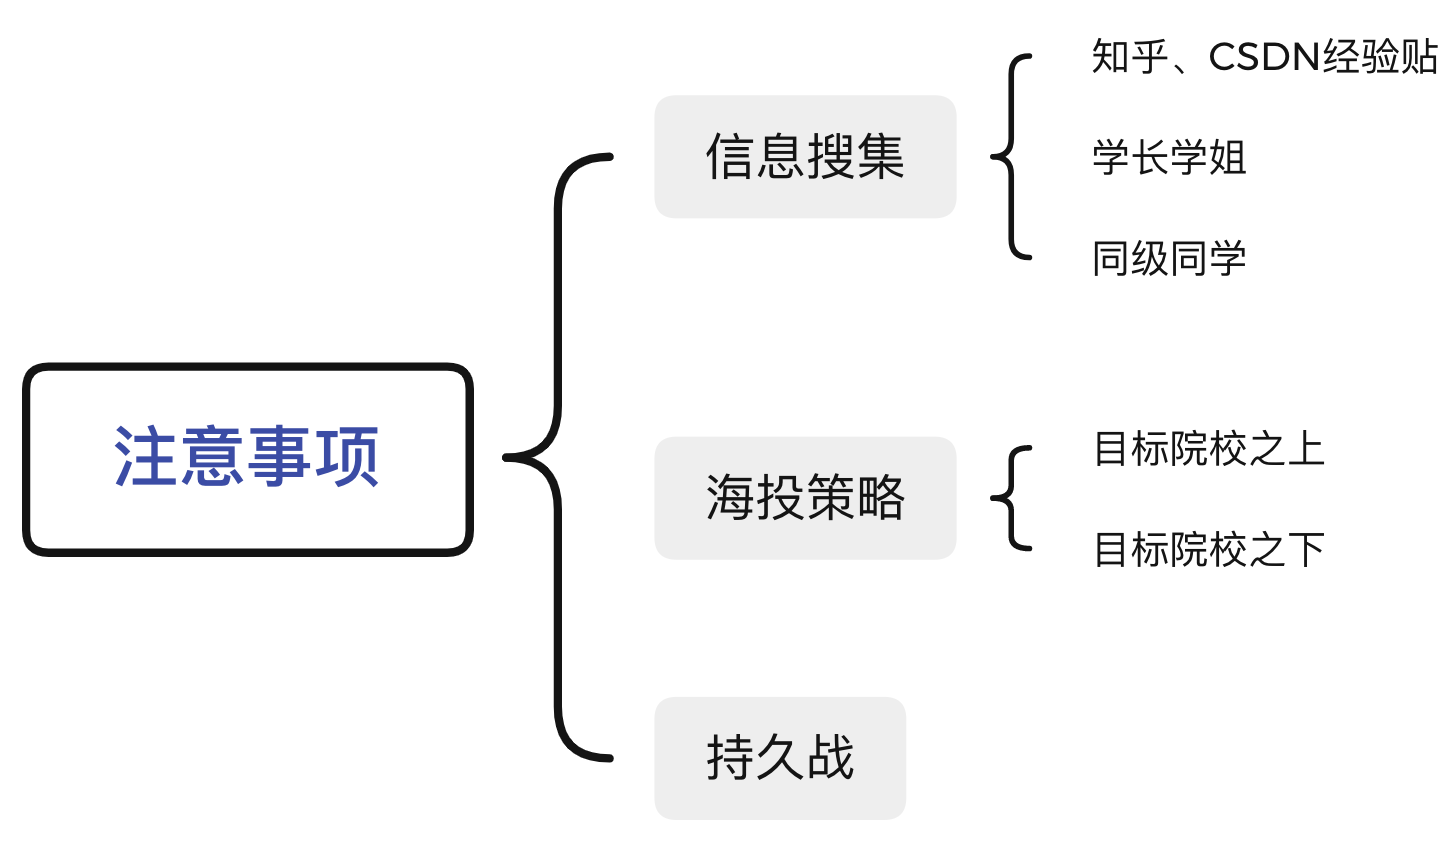 注意事项
信息搜集
知乎、CSDN经验贴
学长学姐
同级同学
海投策略
目标院校之上
目标院校之下
持久战